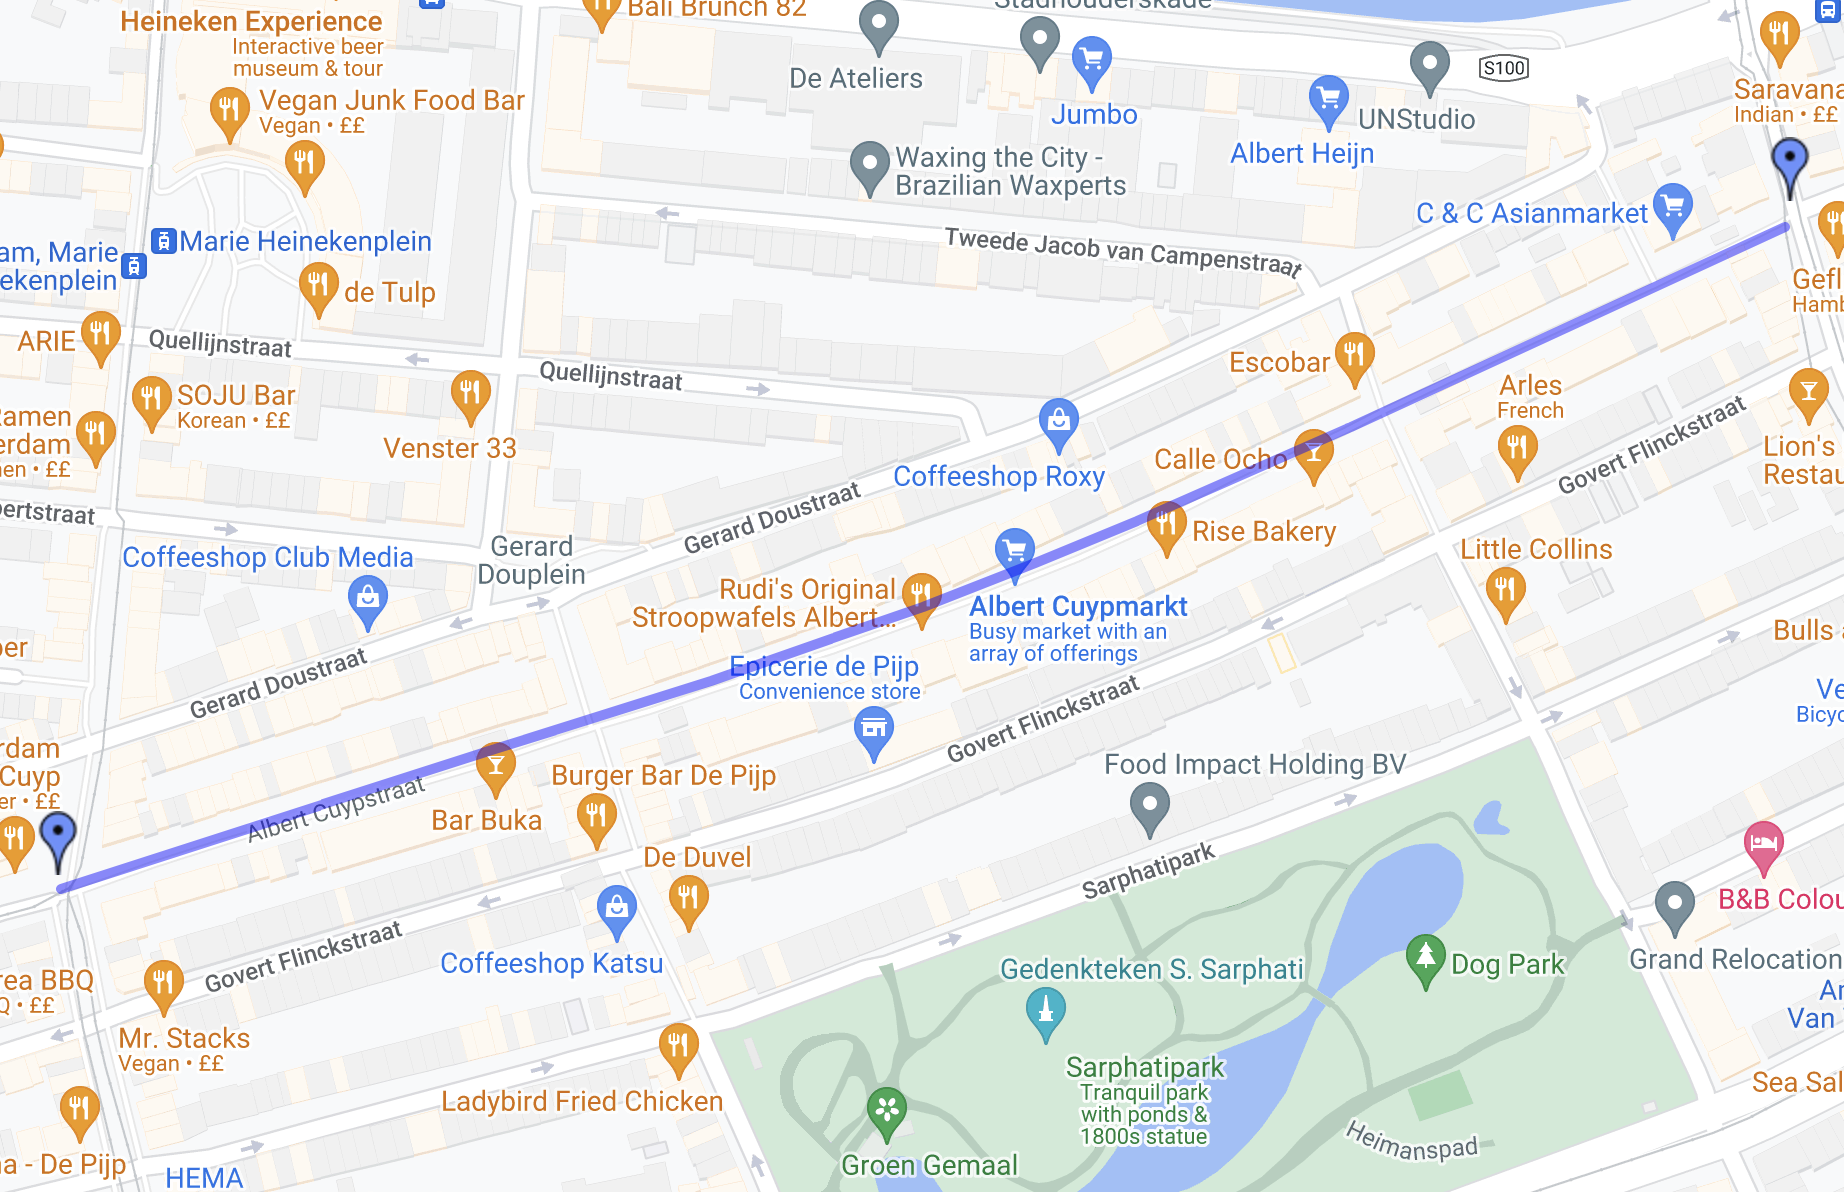 Heineken Experience
Interactive beer
museum & tour
Bali Brunch 82
Stadhouderskade
De Ateliers
Jumbo
S100
UNStudio
Albert Heijn
Saravana
Indian • ££
Vegan Junk Food Bar
Vegan • ££
Waxing the City -
Brazilian Waxperts
C & C Asianmarket
Tweede Jacob van Campenstraat
am, Marie
ekenplein
Marie Heinekenplein
de Tulp
Gefl
Hamb
ARIE
Quellijnstraat
Quellijnstraat
Escobar
SOJU Bar
Korean • ££
Venster 33
Arles
French
Ramen
erdam
en • ££
Coffeeshop Roxy
Calle Ocho
Govert Flinckstraat
Lion's
Restau
bertstraat
Gerard Doustraat
Rise Bakery
Coffeeshop Club Media
Gerard
Douplein
Little Collins
Rudi's Original
Stroopwafels Albert...
Albert Cuypmarkt
Busy market with an
array of offerings
per
Bulls
Epicerie de Pijp
Convenience store
Gerard Doustraat
Ve
Bicyc
Govert Flinckstraat
rdam
Cuyp
er • ££
Albert Cuypstraat
Bar Buka
Burger Bar De Pijp
Food Impact Holding BV
De Duvel
Sarphatipark
B&B Colou
Govert Flinckstraat
Coffeeshop Katsu
Gedenkteken S. Sarphati
Dog Park
Grand Relocation
Ar
Van
rea BBQ
Q • ££
Mr. Stacks
Vegan • ££
Sarphatipark
Tranquil park
with ponds &
1800s statue
Sea Sal
Ladybird Fried Chicken
Heimanspad
a - De Pijp
HEMA
Groen Gemaal